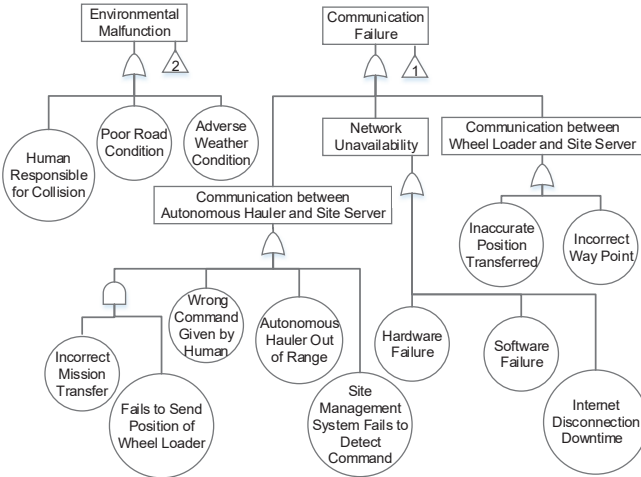 Environmental
Malfunction
2
Communication
Failure
1
Human
Responsible
for Collision
Poor Road
Condition
Adverse
Weather
Condition
Network
Unavailability
Communication between
Wheel Loader and Site Server
Communication between
Autonomous Hauler and Site Server
Inaccurate
Position
Transferred
Incorrect
Way Point
Incorrect
Mission
Transfer
Fails to Send
Position of
Wheel Loader
Wrong
Command
Given by
Human
Autonomous
Hauler Out
of Range
Site
Management
System Fails to
Detect
Command
Hardware
Failure
Software
Failure
Internet
Disconnection
Downtime